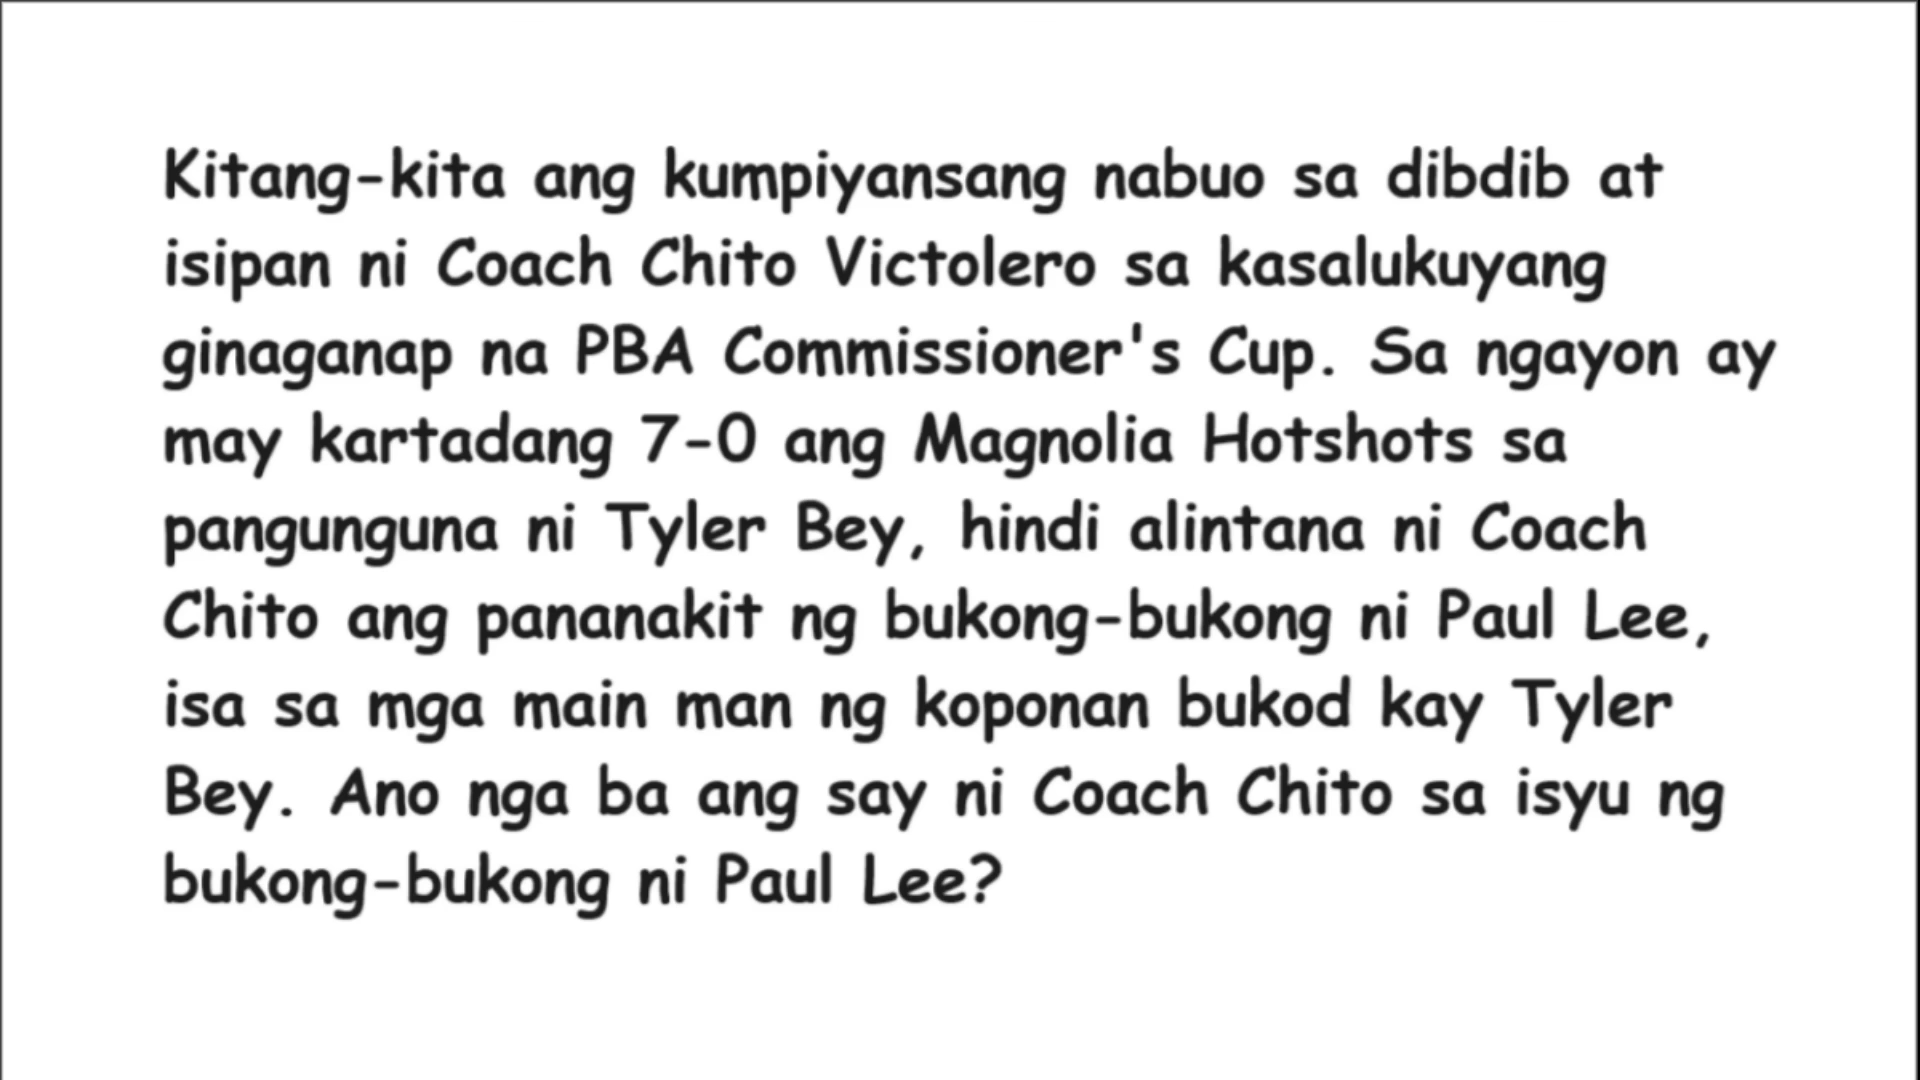 Kitang-kita ang kumpiyansang nabuo sa dibdib at
isipan ni Coach Chito Victolero sa kasalukuyang
ginaganap na PBA Commissioner's Cup. Sa ngayon ay
may kartadang 7-0 ang Magnolia Hotshots sa
pangunguna ni Tyler Bey, hindi alintana ni Coach
Chito ang pananakit ng bukong-bukong ni Paul Lee,
isa sa mga main man ng koponan bukod kay Tyler
Bey. Ano nga ba ang say ni Coach Chito sa isyu ng
bukong-bukong ni Paul Lee?